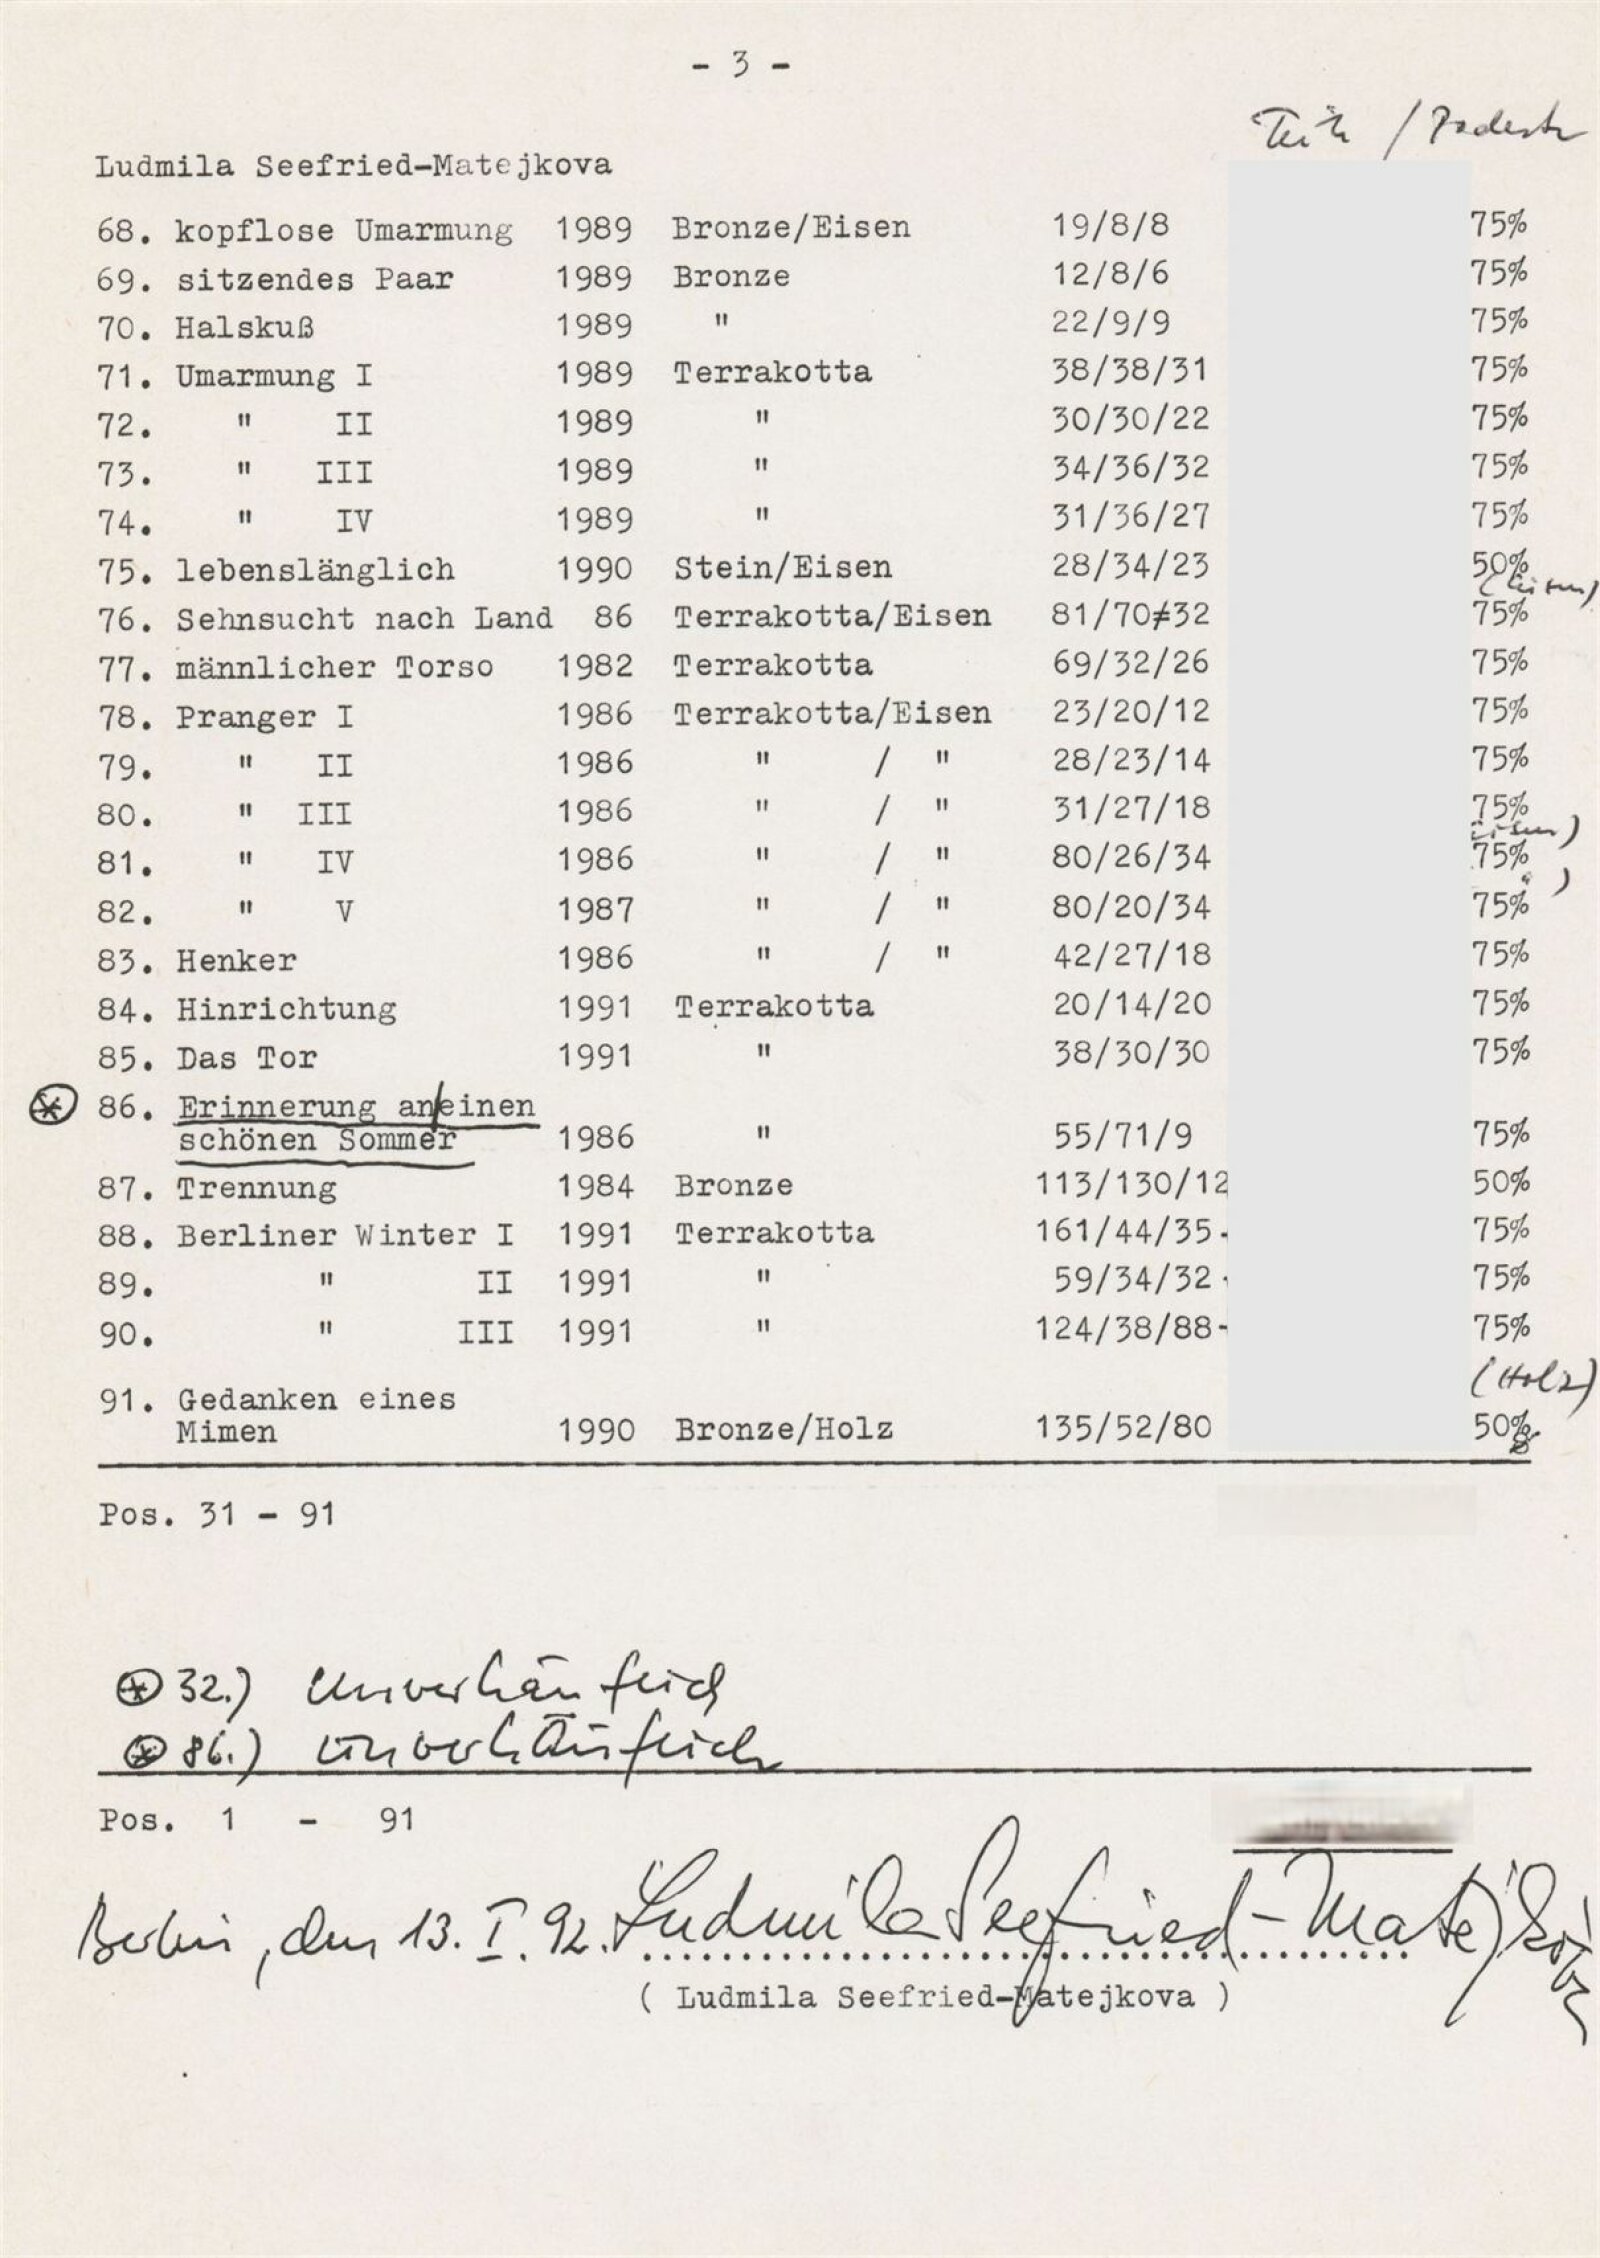 - 3 -
/ Podeste
Ludmila Seefried-Matejkova
68. kopflose Umarmung 1989 Bronze/Eisen 19/8/8 75%
69. sitzendes Paar 1989 Bronze 12/8/6 75%
70. Halskuß 1989 " 22/9/9 75%
71. Umarmung I 1989 Terrakotta 38/38/31 75%
72. " II 1989 " 30/30/22 75%
73. " III 1989 " 34/36/32 75%
74. " IV 1989 " 31/36/27 75%
75. lebenslänglich 1990 Stein/Eisen 28/34/23 50%
(Eisen)
76. Sehnsucht nach Land 86 Terrakotta/Eisen 81/70≠32 75%
77. männlicher Torso 1982 Terrakotta 69/32/26 75%
78. Pranger I 1986 Terrakotta/Eisen 23/20/12 75%
79. " II 1986 " / " 28/23/14 75%
80. " III 1986 " / " 31/27/18 75%
Eisen)
81. " IV 1986 " / " 80/26/34 75%
" )
82. " V 1987 " / " 80/20/34 75%
83. Henker 1986 " / " 42/27/18 75%
84. Hinrichtung 1991 Terrakotta 20/14/20 75%
85. Das Tor 1991 " 38/30/30 75%
* 86. Erinnerung an/einen
schönen Sommer 1986 " 55/71/9 75%
87. Trennung 1984 Bronze 113/130/12 50%
88. Berliner Winter I 1991 Terrakotta 161/44/35- 75%
89. " II 1991 " 59/34/32- 75%
90. " III 1991 " 124/38/88- 75%
(Holz)
91. Gedanken eines
Mimen 1990 Bronze/Holz 135/52/80 50%
Pos. 31 - 91
* 32.) unverkäuflich
* 86.) unverkäuflich
Pos. 1 - 91
Berlin, den 13. I. 92. Ludmila Seefried-Matejková
( Ludmila Seefried-Matejkova )